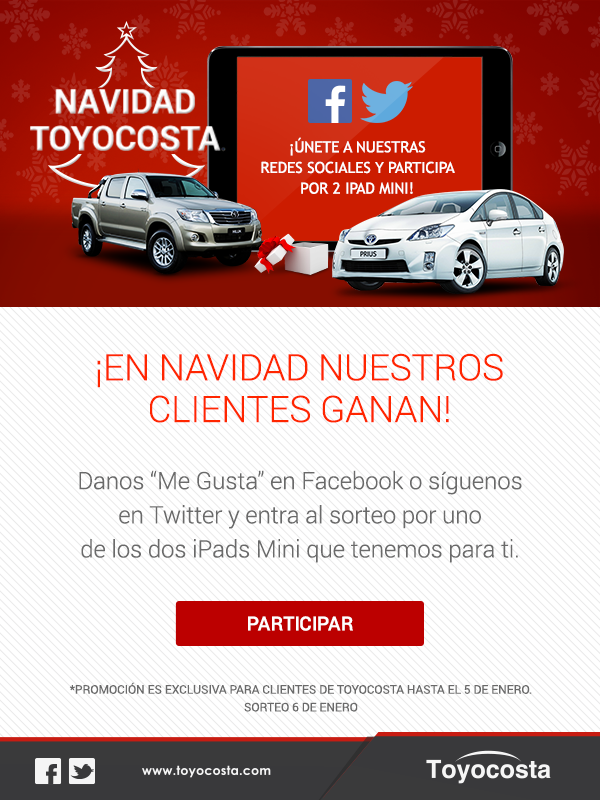 NAVIDAD
TOYOCOSTA
¡ÚNETE A NUESTRAS
REDES SOCIALES Y PARTICIPA
POR 2 IPAD MINI!
HILUX
PRIUS
¡EN NAVIDAD NUESTROS
CLIENTES GANAN!
Danos “Me Gusta” en Facebook o síguenos
en Twitter y entra al sorteo por uno
de los dos iPads Mini que tenemos para ti.
PARTICIPAR
*PROMOCIÓN ES EXCLUSIVA PARA CLIENTES DE TOYOCOSTA HASTA EL 5 DE ENERO.
SORTEO 6 DE ENERO
www.toyocosta.com
Toyocosta